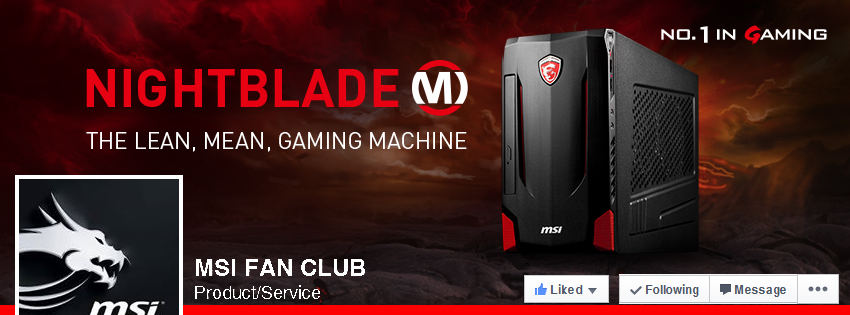 NO.1 IN GAMING
NIGHTBLADE MI
THE LEAN, MEAN, GAMING MACHINE
msi
MSI FAN CLUB
Product/Service
msi
Liked
Following
Message